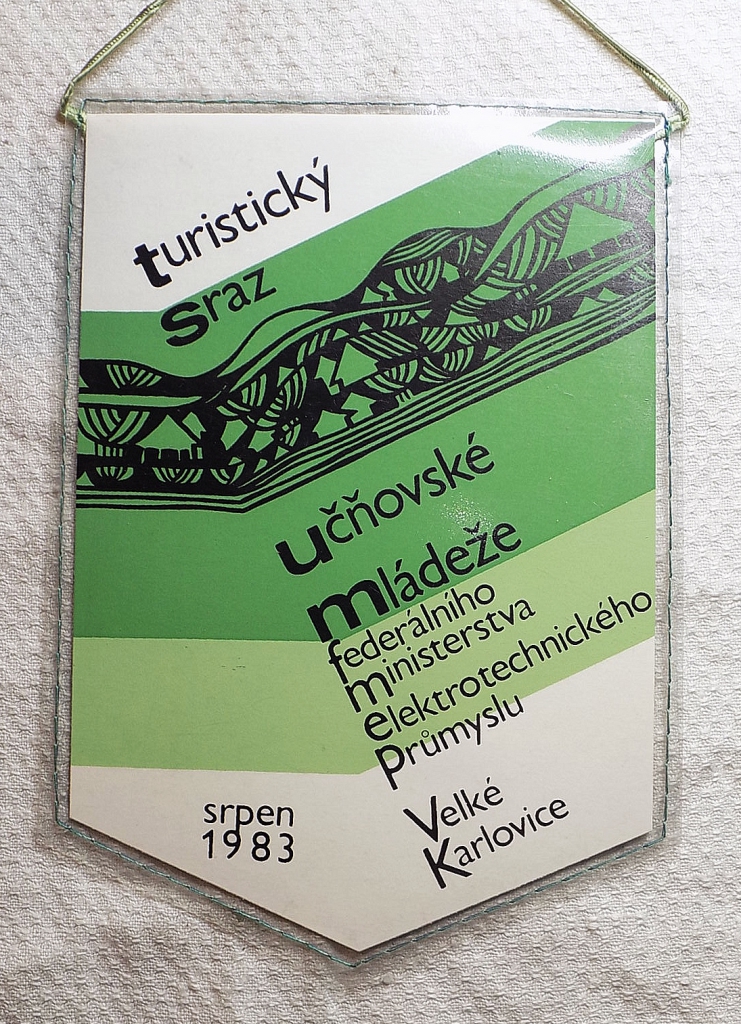 turistický
sraz
učňovské
mládeže
federálního
ministerstva
elektrotechnického
průmyslu
Velké
Karlovice
srpen
1983